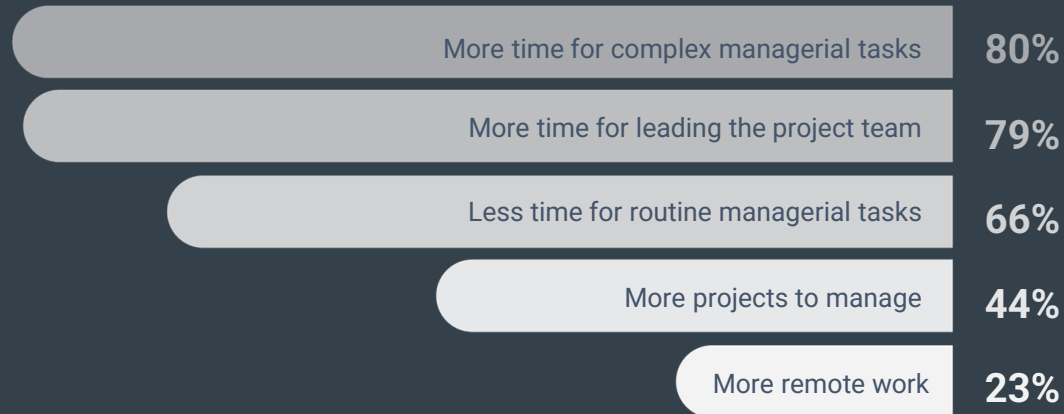 More time for complex managerial tasks 80%
More time for leading the project team 79%
Less time for routine managerial tasks 66%
More projects to manage 44%
More remote work 23%